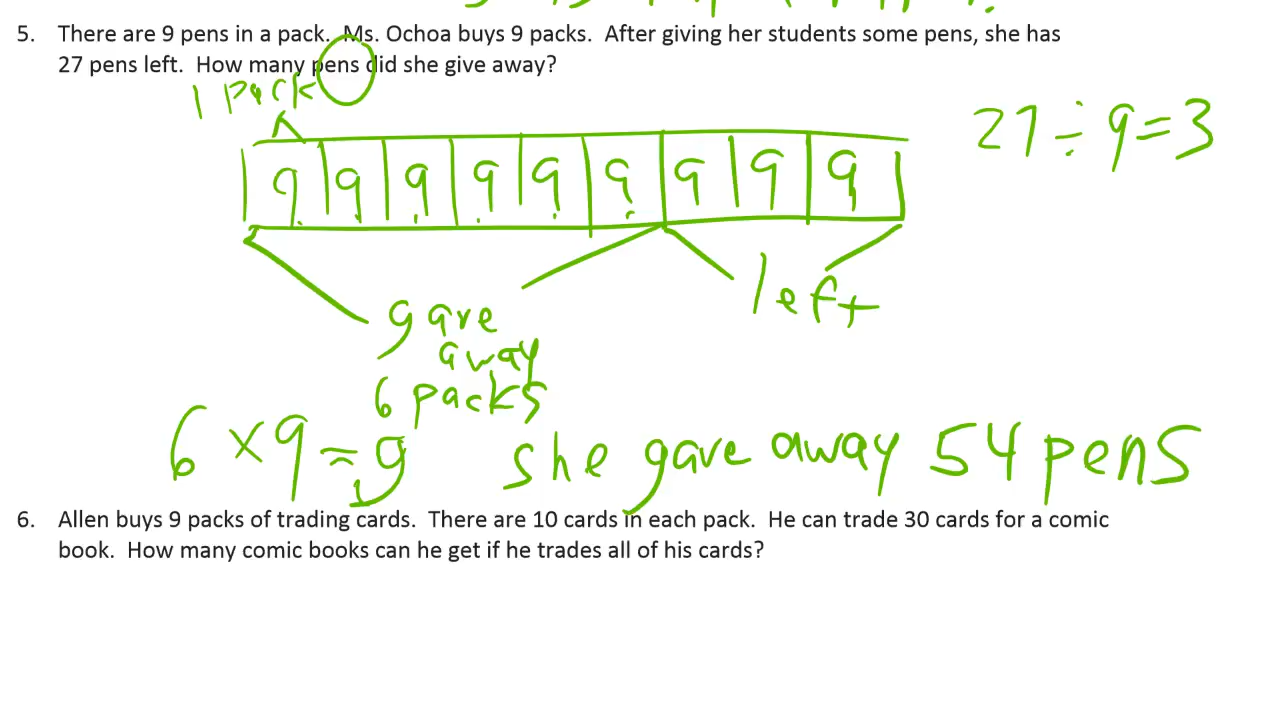 5. There are 9 pens in a pack. Ms. Ochoa buys 9 packs. After giving her students some pens, she has
27 pens left. How many pens did she give away?
1 pack
27 ÷ 9 = 3
9 9 9 9 9 9 9 9 9
left
gave
away
6 packs
6 × 9 = g
she gave away 54 pens
6. Allen buys 9 packs of trading cards. There are 10 cards in each pack. He can trade 30 cards for a comic
book. How many comic books can he get if he trades all of his cards?